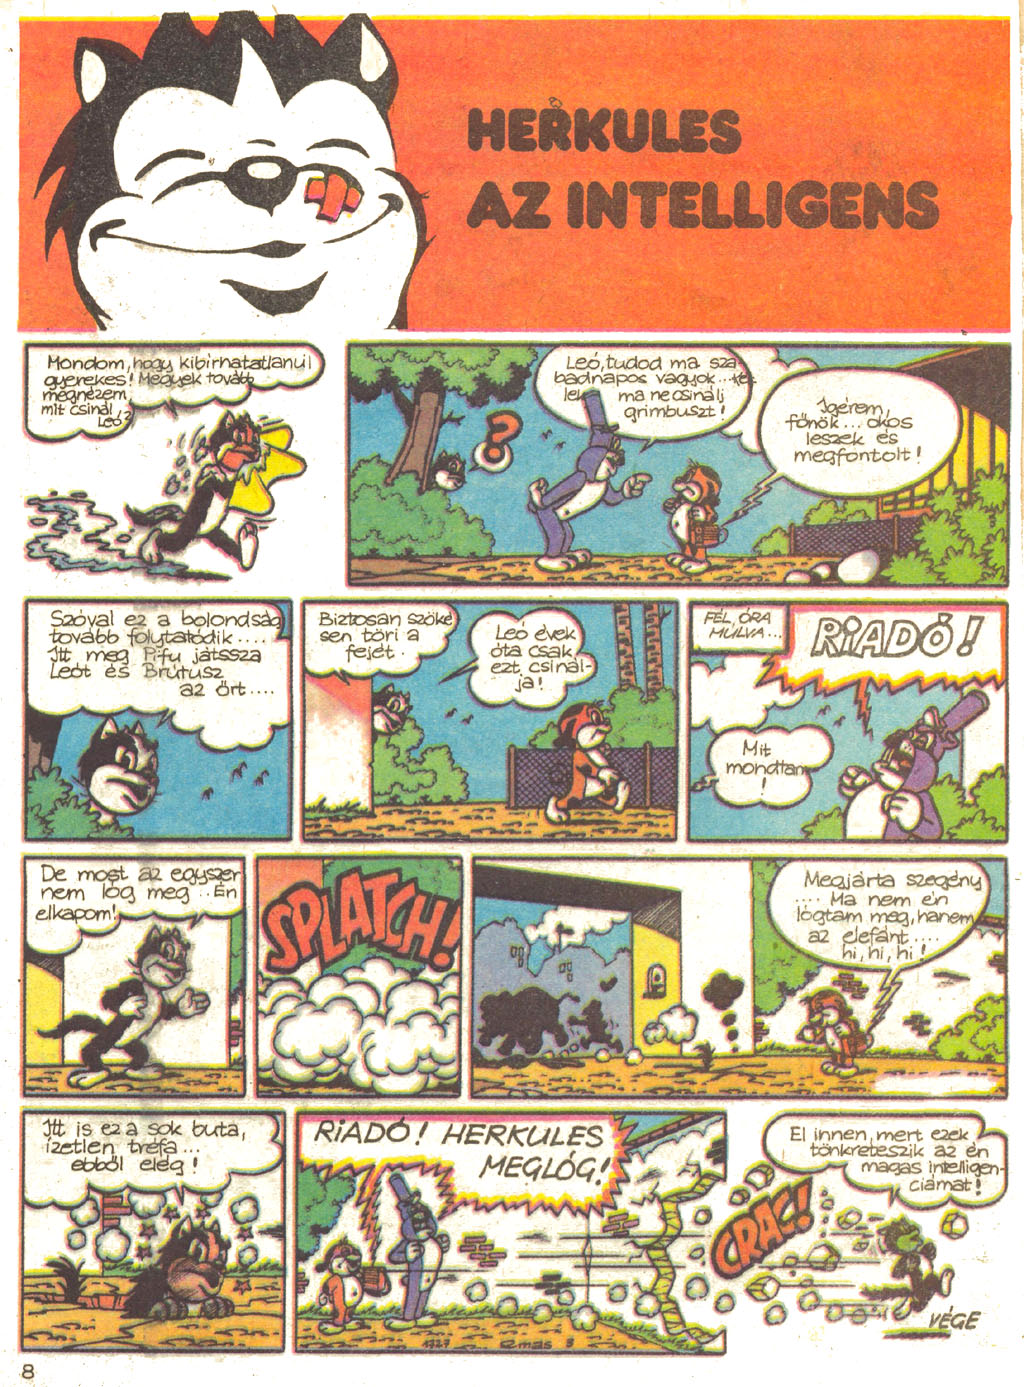 HERKULES
AZ INTELLIGENS
Mondom, hogy kibírhatatlanul
gyerekes! Megyek tovább
megnézem,
mit csinál
Leó?
?
Leó, tudod ma sza
badnapos vagyok...ké
lek ma ne csinálj
grimbuszt!
Igérem,
főnök... okos
leszek és
megfontolt!
Szóval ez a bolondság
tovább folytatódik.....
Itt meg Pifu játssza
Leót és Brútusz
az őrt....
Biztosan szöké
sen töri a
fejét.
Leó évek
óta csak
ezt csinál-
ja!
FÉL ÓRA
MULVA...
RiADÓ!
Mit
mondtam
!
De most az egyszer
nem lóg meg...Én
elkapom!
SPLATCH!
Megjárta szegény
.... Ma nem én
lógtam meg, hanem
az elefánt.....
hi, hi, hi!
Itt is ez a sok buta,
ízetlen tréfa...
ebből elég!
RiADÓ! HERKULES
MEGLÓG!
CRAC!
El innen, mert ezek
tönkreteszik az én
magas intelligen-
ciámat!
VÉGE
8